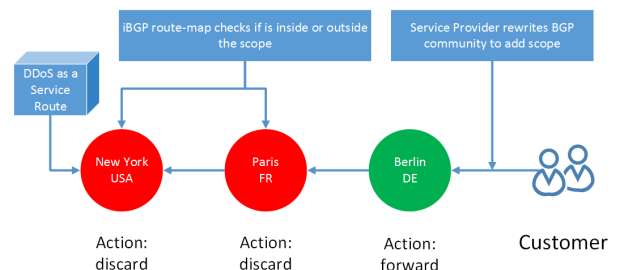 iBGP route-map checks if is inside or outside
the scope
Service Provider rewrites BGP
community to add scope
DDoS as a
Service
Route
New York
USA
Paris
FR
Berlin
DE
Action:
discard
Action:
discard
Action:
forward
Customer